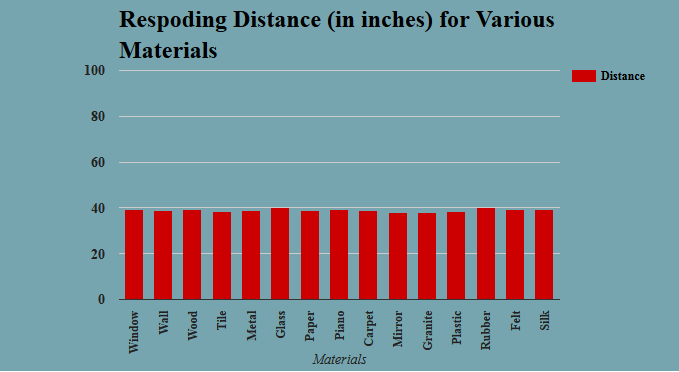 Respoding Distance (in inches) for Various
Materials
Distance
100
80
60
40
20
0
Window
Wall
Wood
Tile
Metal
Glass
Paper
Piano
Carpet
Mirror
Granite
Plastic
Rubber
Felt
Silk
Materials